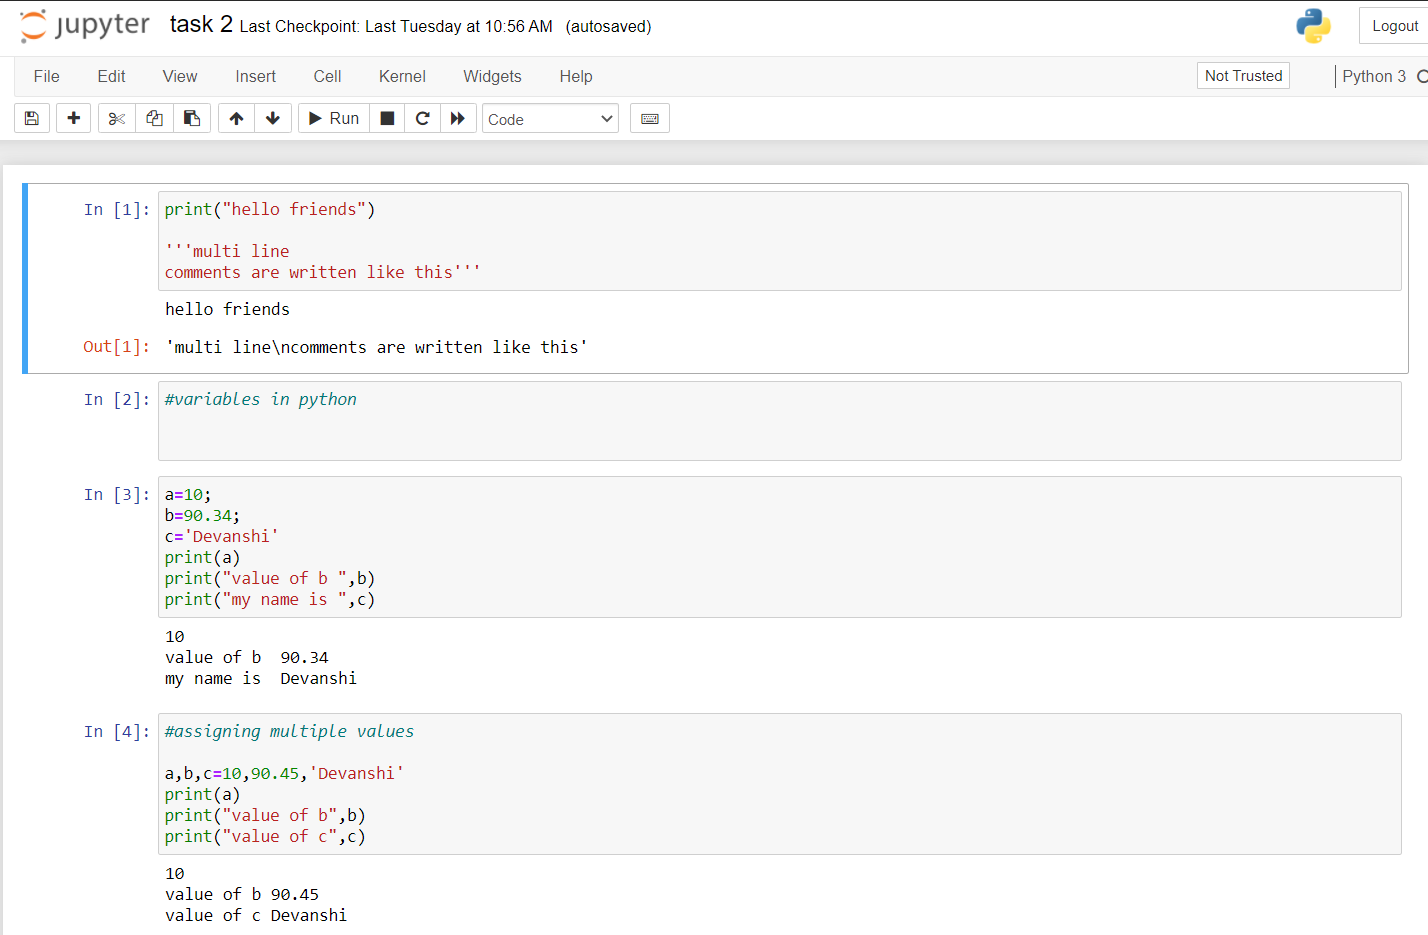 jupyter task 2 Last Checkpoint: Last Tuesday at 10:56 AM (autosaved) Logout
File Edit View Insert Cell Kernel Widgets Help Not Trusted Python 3
Run Code
In [1]: print("hello friends")
'''multi line
comments are written like this'''
hello friends
Out[1]: 'multi line\ncomments are written like this'
In [2]: #variables in python
In [3]: a=10;
b=90.34;
c='Devanshi'
print(a)
print("value of b ",b)
print("my name is ",c)
10
value of b  90.34
my name is  Devanshi
In [4]: #assigning multiple values
a,b,c=10,90.45,'Devanshi'
print(a)
print("value of b",b)
print("value of c",c)
10
value of b 90.45
value of c Devanshi